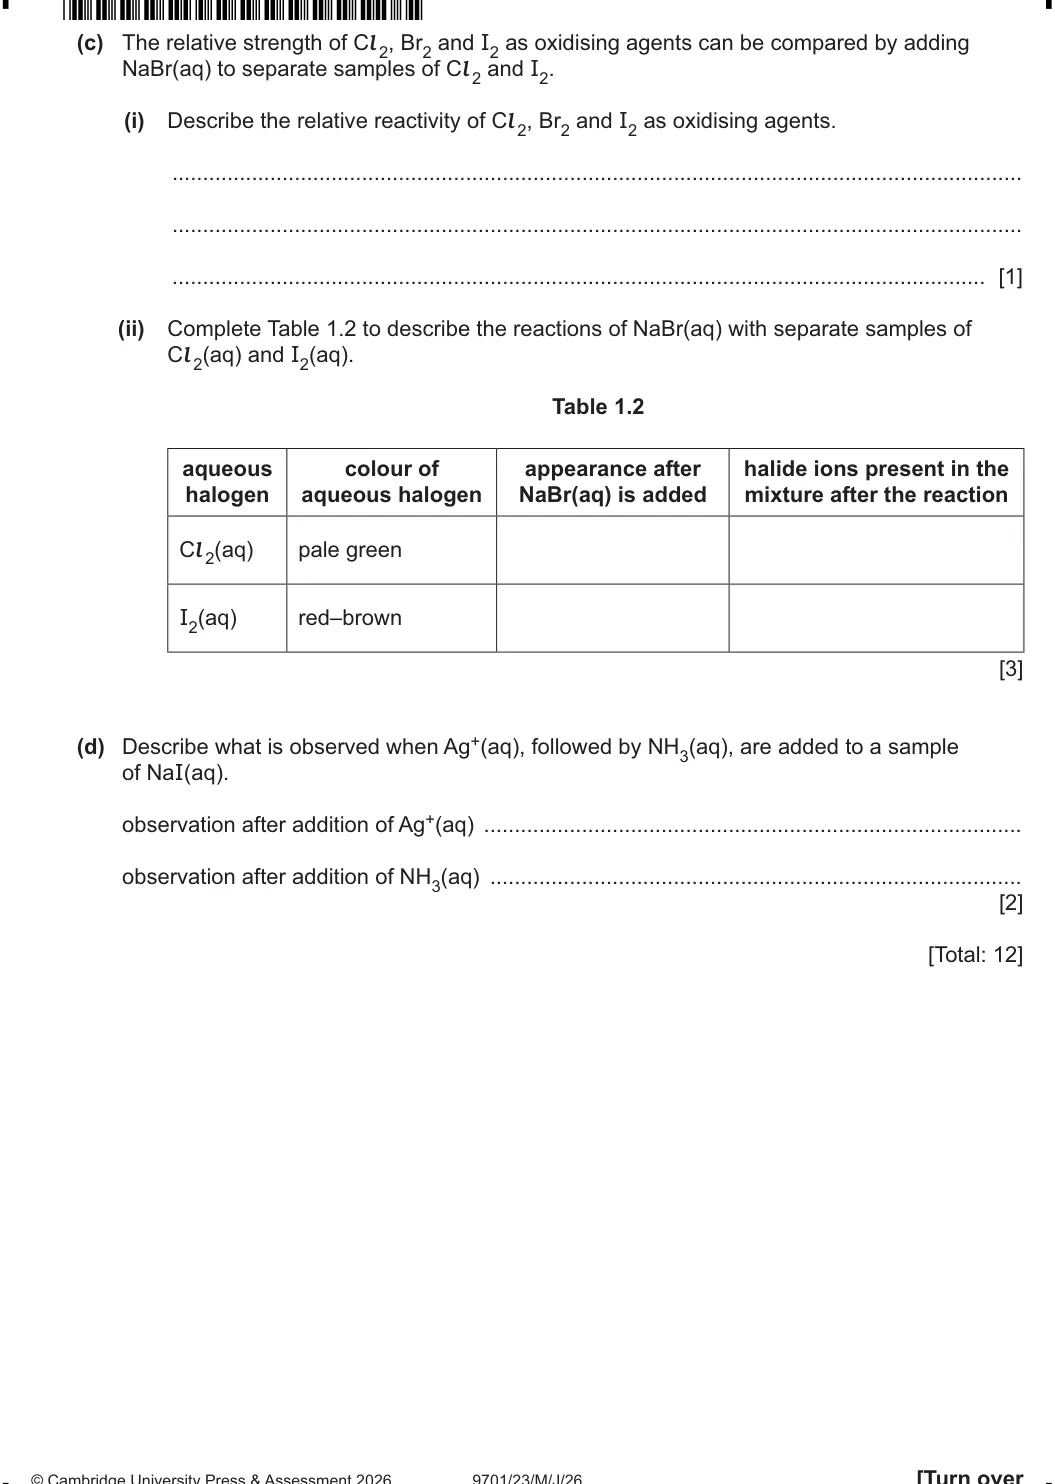 (c) The relative strength of Cl₂, Br₂ and I₂ as oxidising agents can be compared by adding
NaBr(aq) to separate samples of Cl₂ and I₂.
(i) Describe the relative reactivity of Cl₂, Br₂ and I₂ as oxidising agents.
..........................................................................................
..........................................................................................
.......................................................................................... [1]
(ii) Complete Table 1.2 to describe the reactions of NaBr(aq) with separate samples of
Cl₂(aq) and I₂(aq).
Table 1.2
aqueous halogen | colour of aqueous halogen | appearance after NaBr(aq) is added | halide ions present in the mixture after the reaction
Cl₂(aq) | pale green
I₂(aq) | red–brown
[3]
(d) Describe what is observed when Ag⁺(aq), followed by NH₃(aq), are added to a sample
of NaI(aq).
observation after addition of Ag⁺(aq) ..........................................................
observation after addition of NH₃(aq) ..........................................................
[2]
[Total: 12]
© Cambridge University Press & Assessment 2026 9701/23/M/J/26 [Turn over